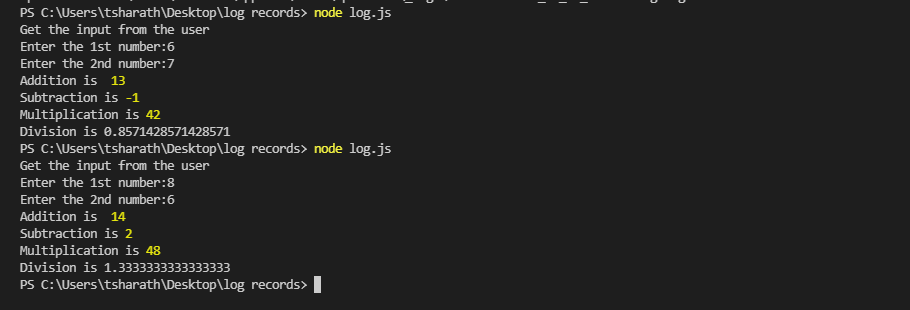 PS C:\Users\tsharath\Desktop\log records> node log.js
Get the input from the user
Enter the 1st number:6
Enter the 2nd number:7
Addition is  13
Subtraction is -1
Multiplication is 42
Division is 0.8571428571428571
PS C:\Users\tsharath\Desktop\log records> node log.js
Get the input from the user
Enter the 1st number:8
Enter the 2nd number:6
Addition is  14
Subtraction is 2
Multiplication is 48
Division is 1.3333333333333333
PS C:\Users\tsharath\Desktop\log records>